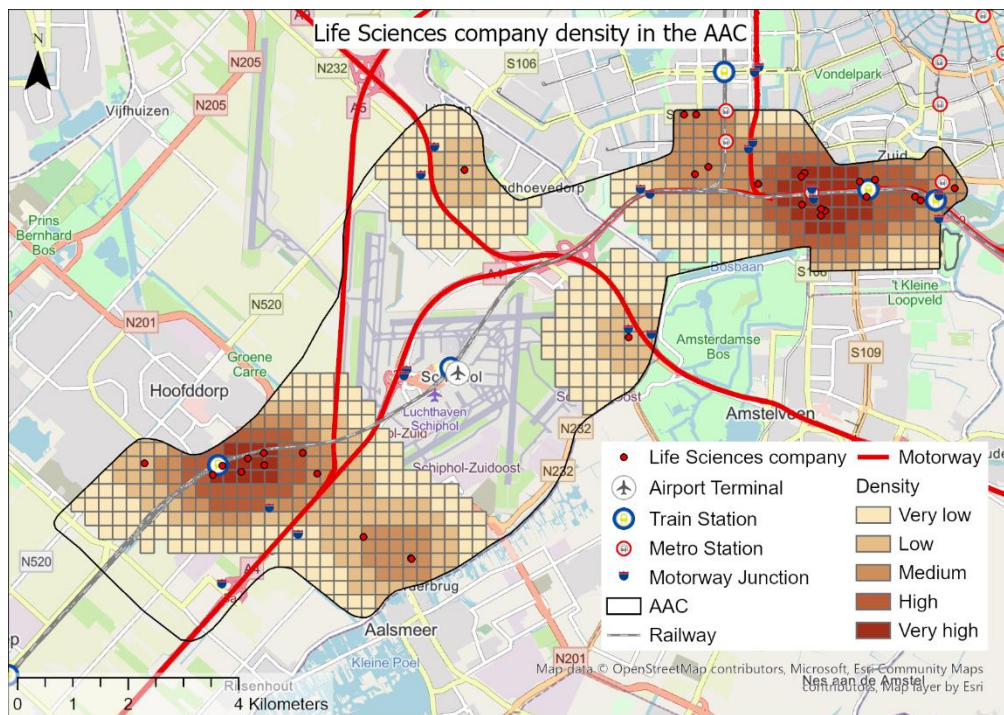 Life Sciences company density in the AAC
N
N205
N232
A5
S106
Vondelpark
Vijfhuizen
N205
Zuid
Prins
Bernhard
Bos
N520
Bosbaan
S108
't Kleine
Loopveld
N201
Groene
Carre
Amsterdamse
Bos
S109
Hoofddorp
Luchthaven
Schiphol
Amstelveen
N232
Schiphol-Zuidoost
N232
N520
A4
Aalsmeer
Kleine Poel
N201
Rijsenhout
Nes aan de Amstel
Life Sciences company
Airport Terminal
Train Station
Metro Station
Motorway Junction
AAC
Railway
Motorway
Density
Very low
Low
Medium
High
Very high
0 1 2 4 Kilometers
Map data © OpenStreetMap contributors, Microsoft, Esri Community Maps
contributors, Map layer by Esri